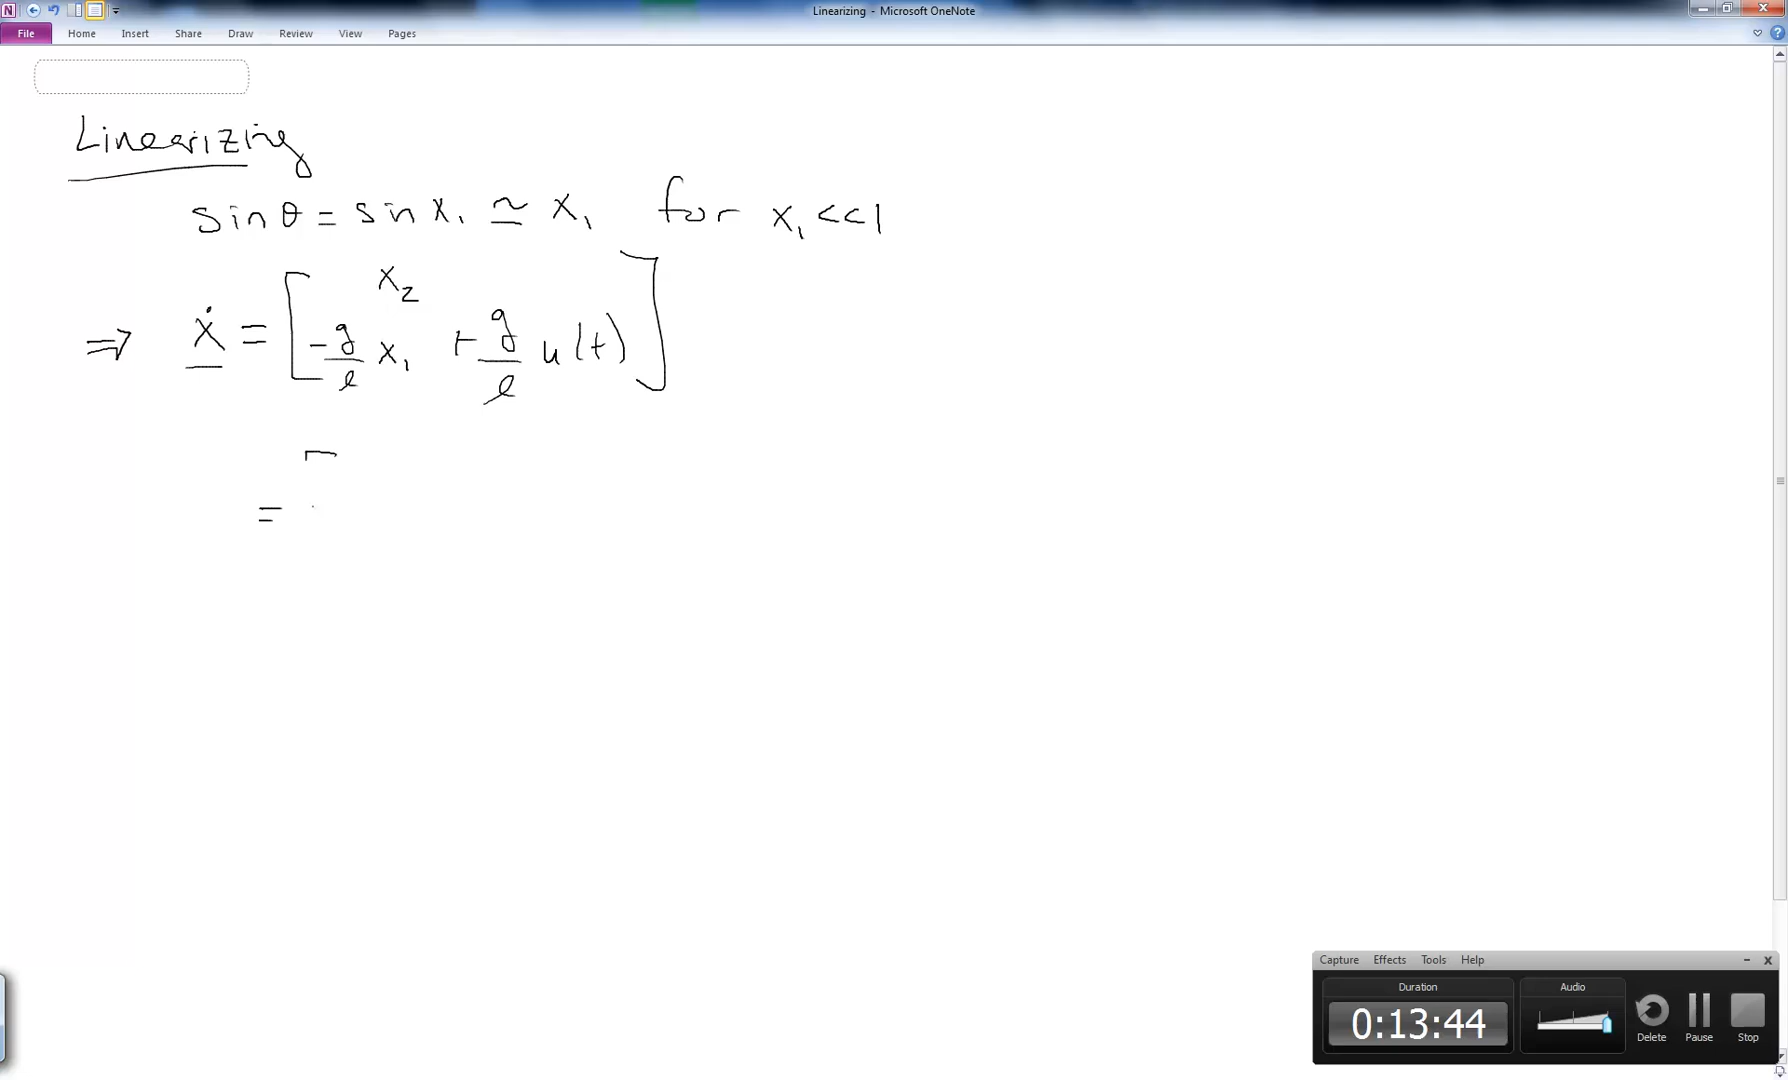 Linearizing - Microsoft OneNote
File Home Insert Share Draw Review View Pages
Linearizing
sin θ = sin x₁ ≃ x₁ for x₁ << 1
x₂
⇒ ẋ = [ -g/l x₁ + g/l u(t) ]
=
Capture Effects Tools Help
Duration Audio
0:13:44
Delete Pause Stop